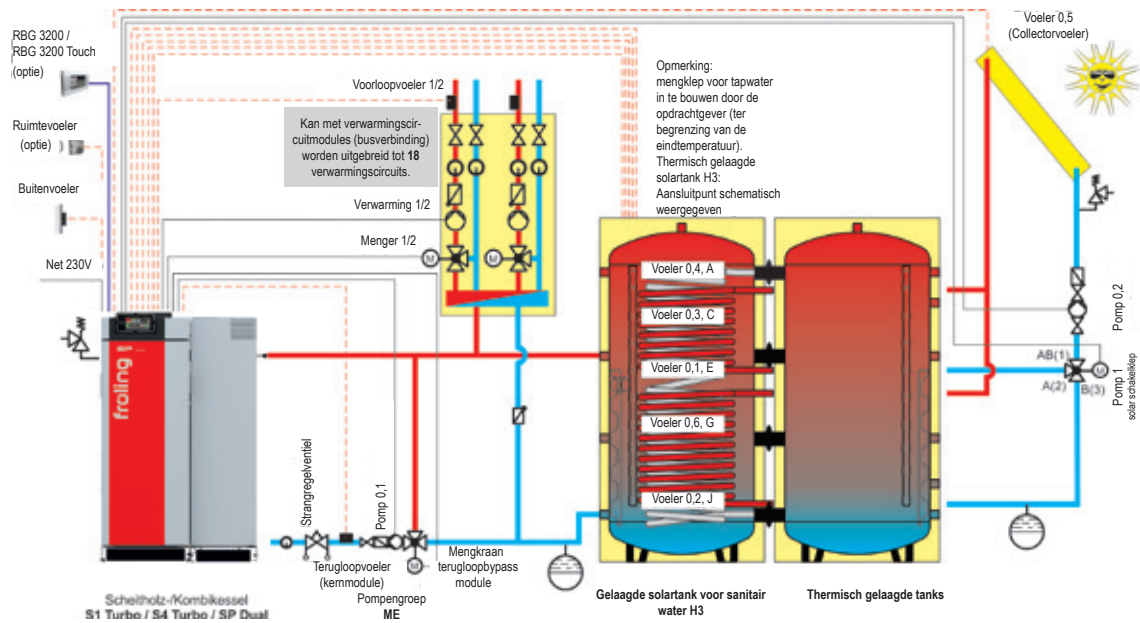 RBG 3200 /
RBG 3200 Touch
(optie)
Ruimtevoeler
(optie)
Buitenvoeler
Net 230V
Voorloopvoeler 1/2
Kan met verwarmingscir-
cuitmodules (busverbinding)
worden uitgebreid tot 18
verwarmingscircuits.
Verwarming 1/2
Menger 1/2
M
M
Opmerking:
mengklep voor tapwater
in te bouwen door de
opdrachtgever (ter
begrenzing van de
eindtemperatuur).
Thermisch gelaagde
solartank H3:
Aansluitpunt schematisch
weergegeven
Voeler 0,5
(Collectorvoeler)
Voeler 0,4, A
Voeler 0,3, C
Voeler 0,1, E
Voeler 0,6, G
Voeler 0,2, J
Pomp 0,2
AB(1)
A(2)
B(3)
M
Pomp 1
solar schakelklep
froling
Strangregelventiel
Pomp 0,1
Terugloopvoeler
(kernmodule)
M
Mengkraan
terugloopbypass
module
Pompengroep
ME
Scheitholz-/Kombikessel
S1 Turbo / S4 Turbo / SP Dual
Gelaagde solartank voor sanitair
water H3
Thermisch gelaagde tanks